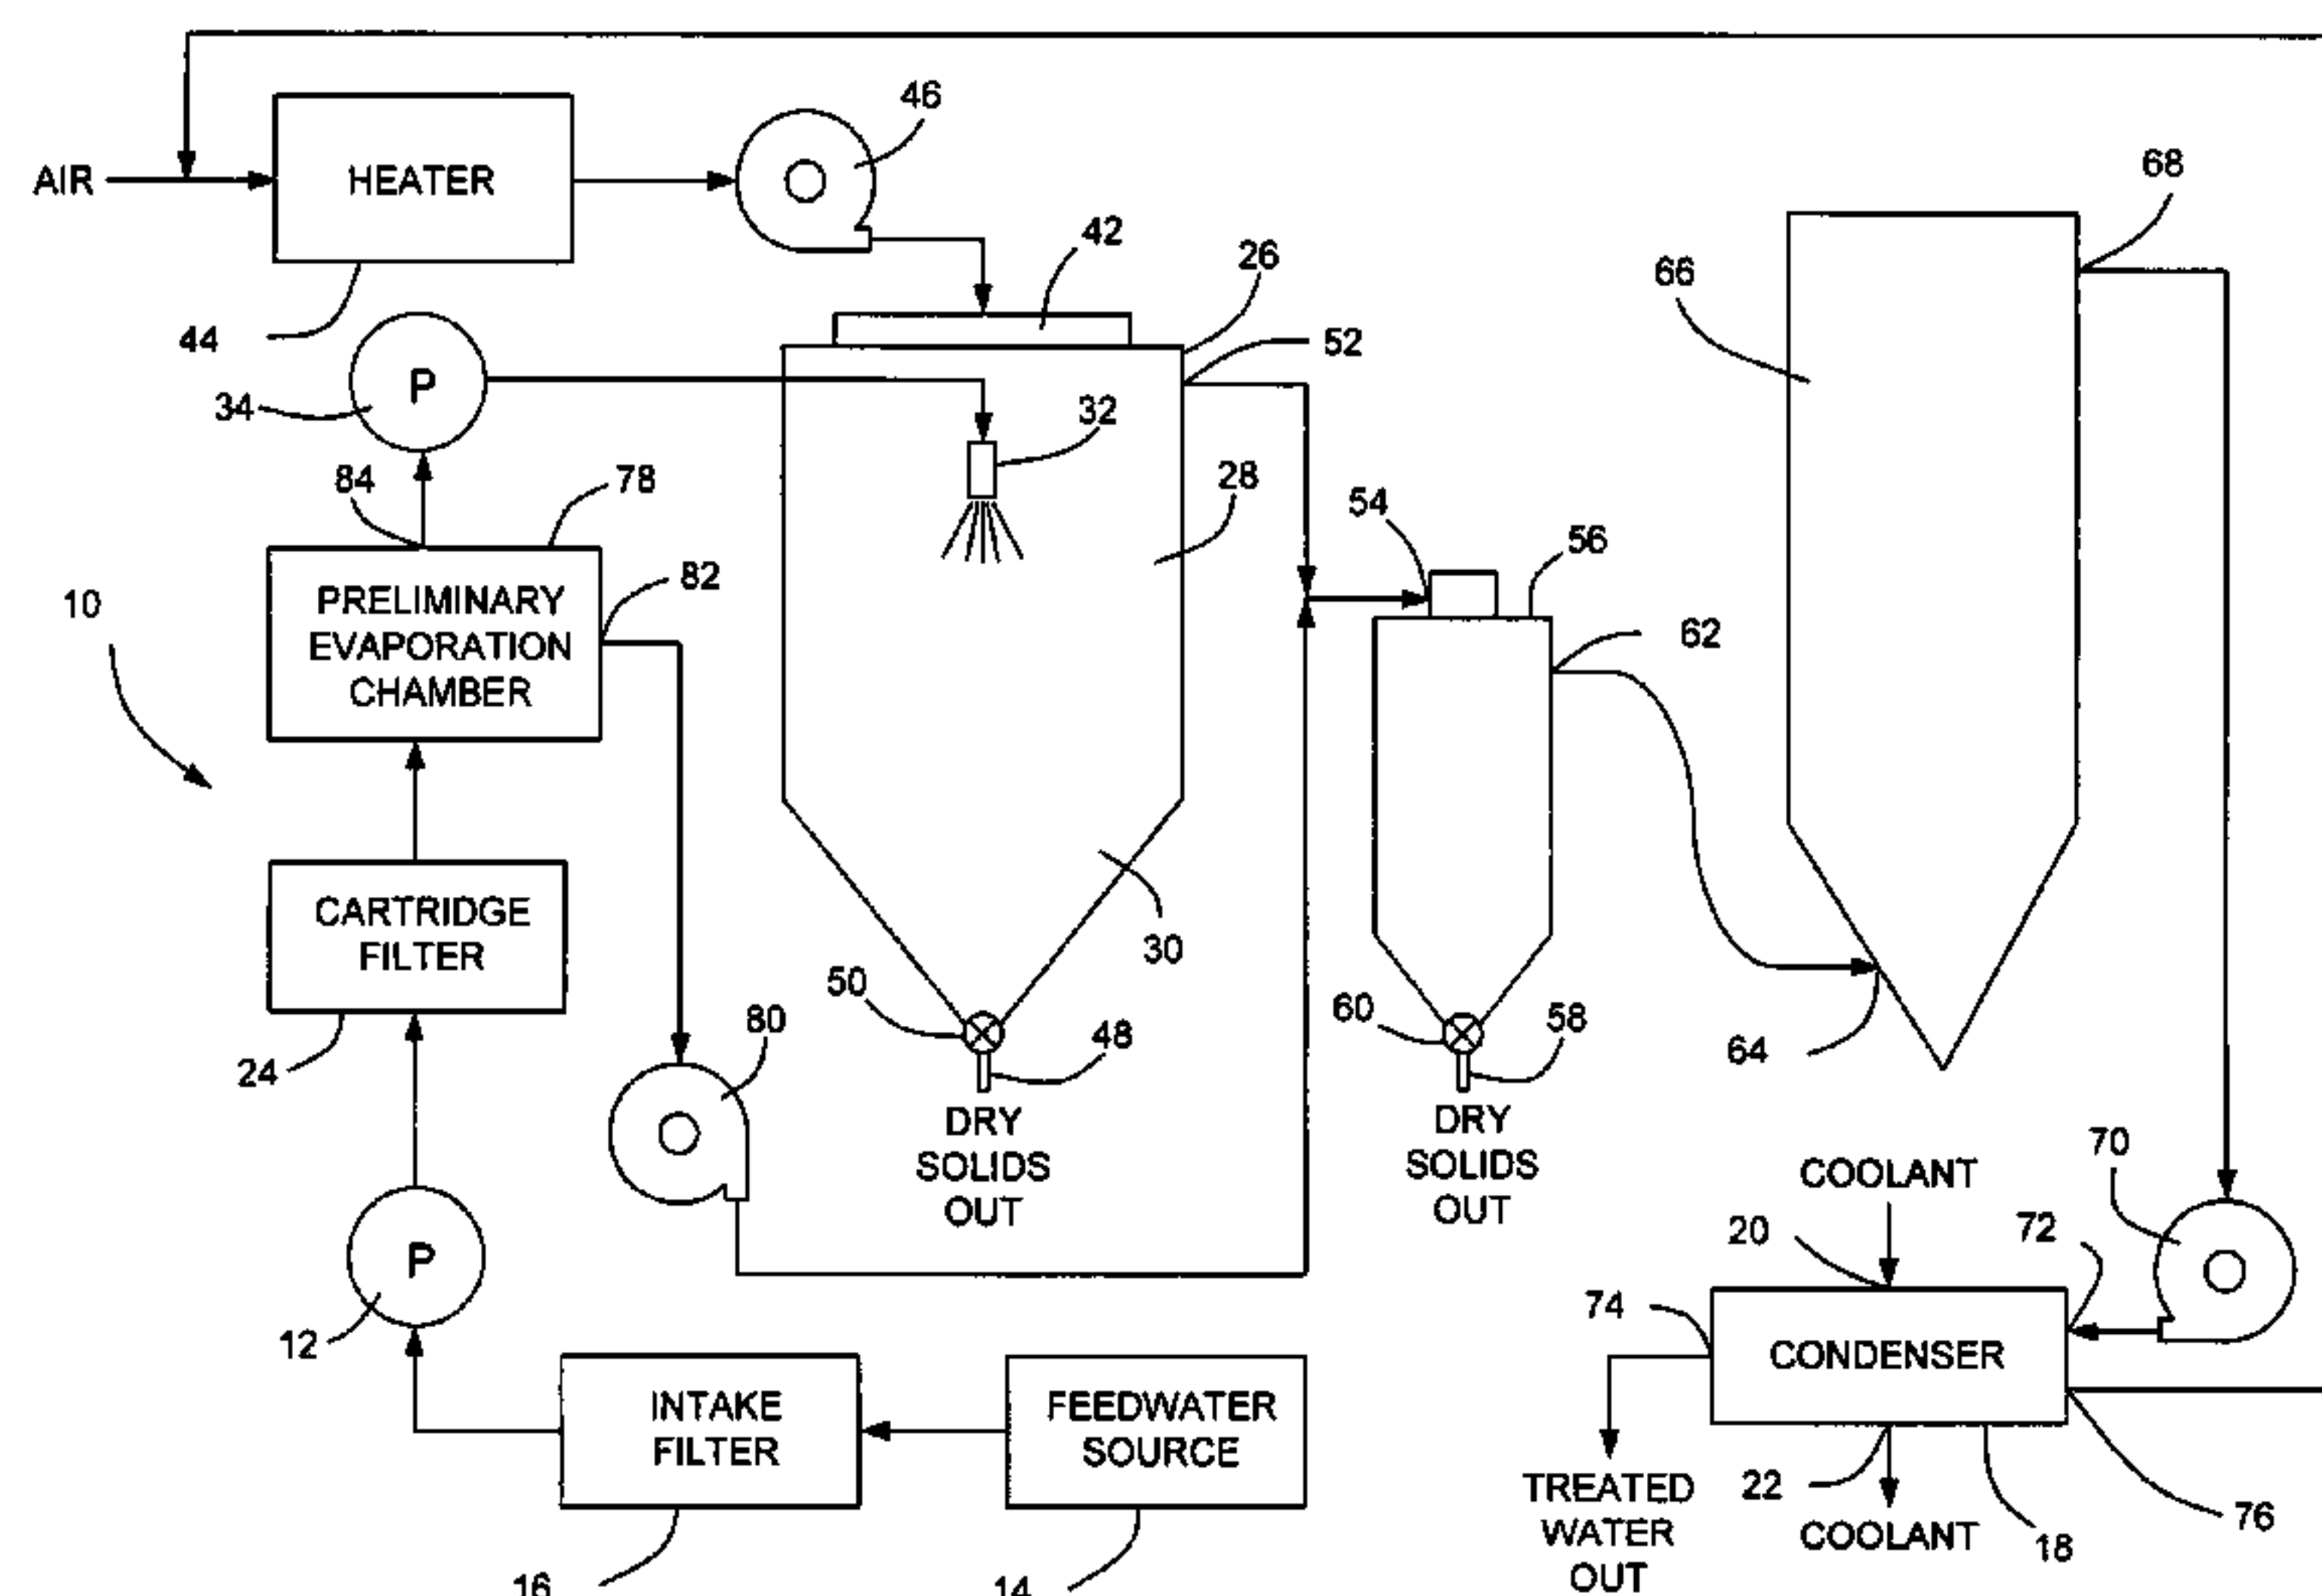 46
68
AIR
HEATER
42
26
66
44
52
P
34
32
84
78
28
54
56
82
10
PRELIMINARY
EVAPORATION
CHAMBER
62
CARTRIDGE
FILTER
30
50
60
58
80
48
64
24
DRY
SOLIDS
OUT
DRY
SOLIDS
OUT
70
COOLANT
20
72
P
74
12
CONDENSER
INTAKE
FILTER
FEEDWATER
SOURCE
22
TREATED
WATER
OUT
76
COOLANT
18
16
14